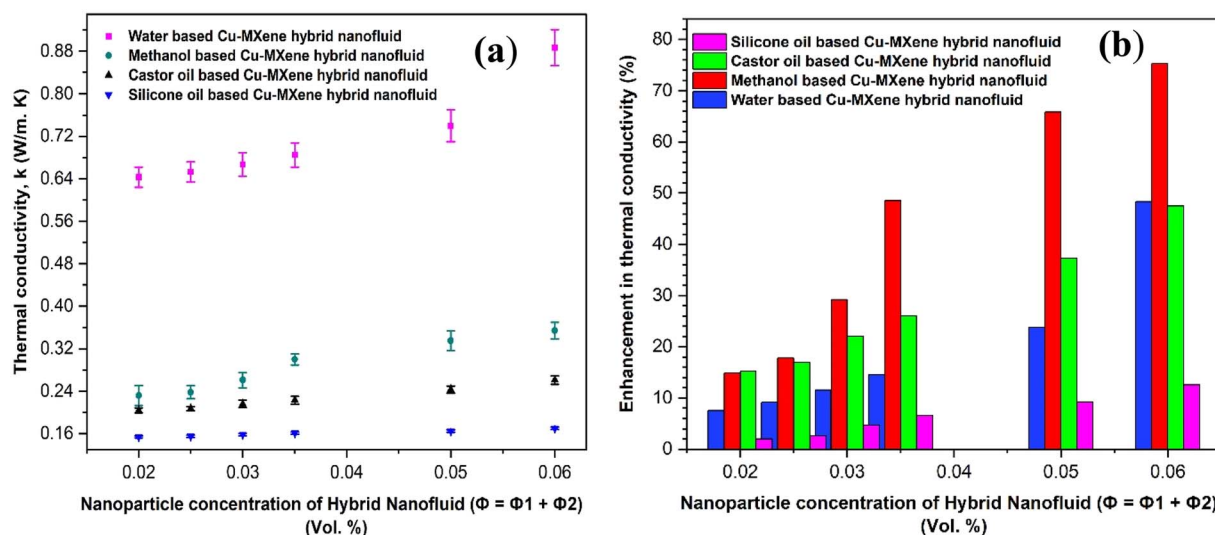 (a)
Water based Cu-MXene hybrid nanofluid
Methanol based Cu-MXene hybrid nanofluid
Castor oil based Cu-MXene hybrid nanofluid
Silicone oil based Cu-MXene hybrid nanofluid
Thermal conductivity, k (W/m. K)
0.88
0.80
0.72
0.64
0.56
0.48
0.40
0.32
0.24
0.16
0.02
0.03
0.04
0.05
0.06
Nanoparticle concentration of Hybrid Nanofluid (Φ = Φ1 + Φ2)
(Vol. %)
(b)
Silicone oil based Cu-MXene hybrid nanofluid
Castor oil based Cu-MXene hybrid nanofluid
Methanol based Cu-MXene hybrid nanofluid
Water based Cu-MXene hybrid nanofluid
Enhancement in thermal conductivity (%)
80
70
60
50
40
30
20
10
0
0.02
0.03
0.04
0.05
0.06
Nanoparticle concentration of Hybrid Nanofluid (Φ = Φ1 + Φ2)
(Vol. %)